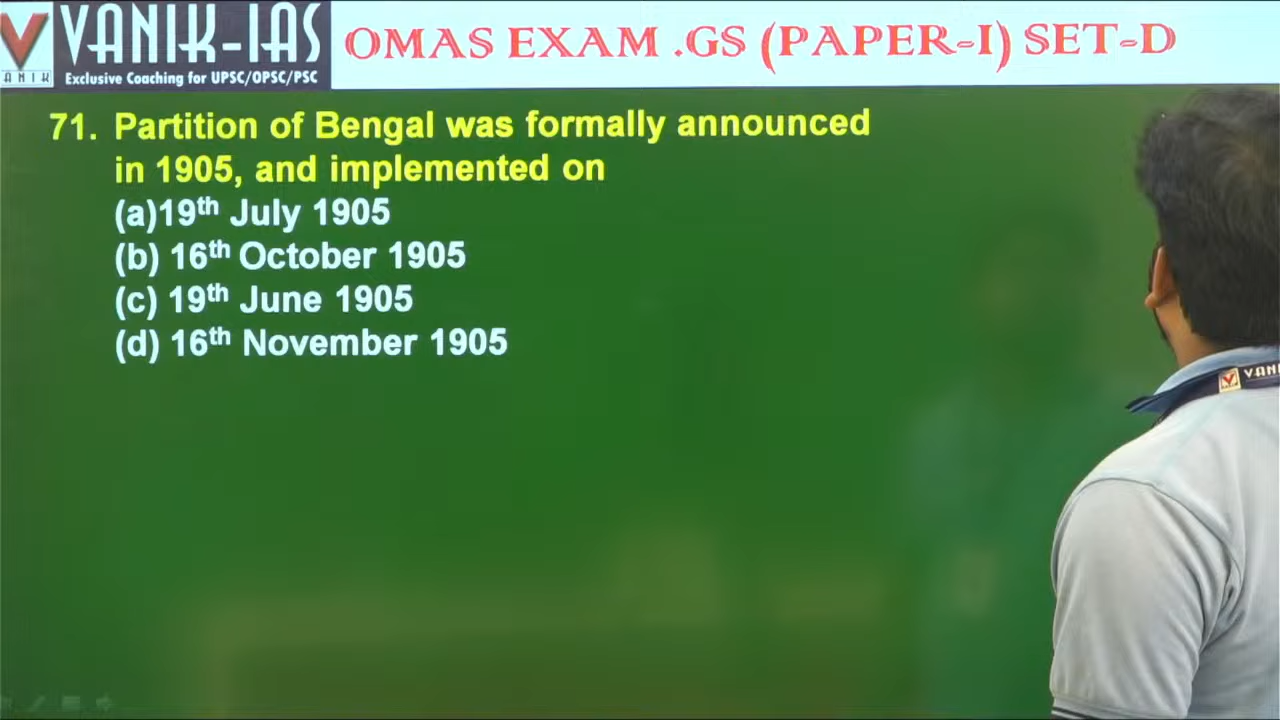 VANIK-IAS
VANIK
Exclusive Coaching for UPSC/OPSC/PSC
OMAS EXAM .GS (PAPER-I) SET-D
71. Partition of Bengal was formally announced
in 1905, and implemented on
(a)19th July 1905
(b) 16th October 1905
(c) 19th June 1905
(d) 16th November 1905